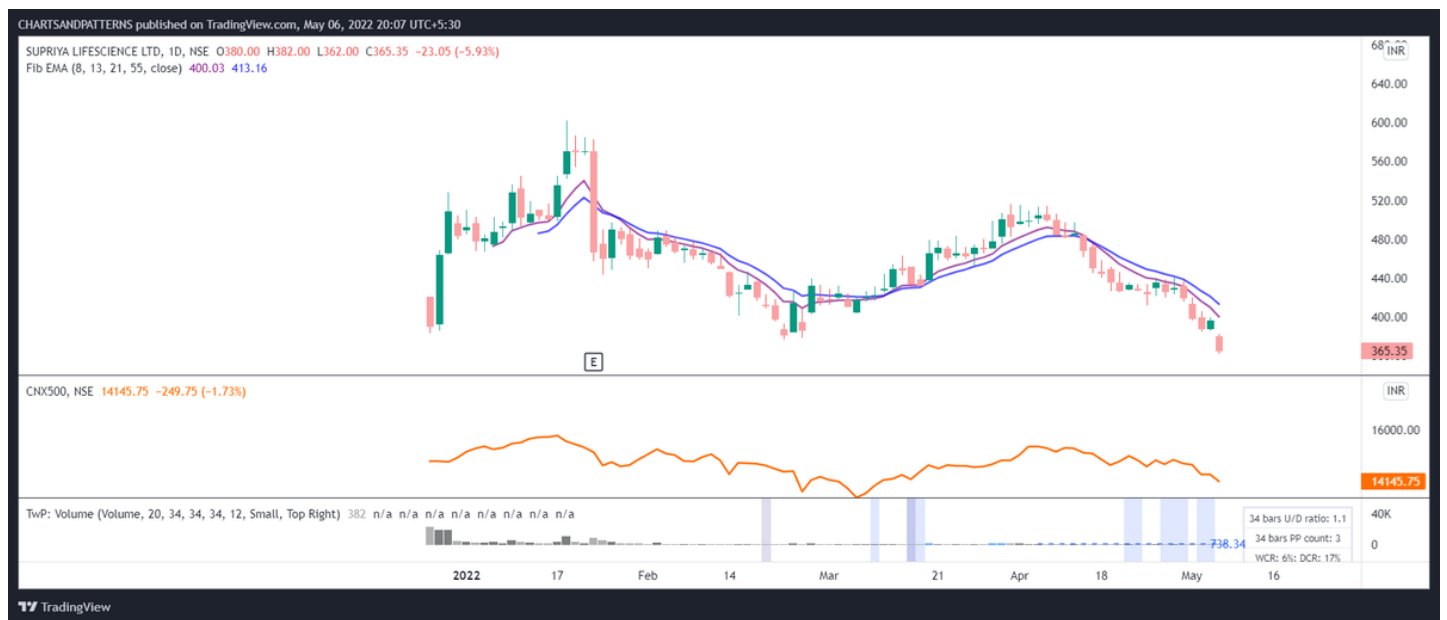 CHARTSANDPATTERNS published on TradingView.com, May 06, 2022 20:07 UTC+5:30
SUPRIYA LIFESCIENCE LTD, 1D, NSE O380.00 H382.00 L362.00 C365.35 −23.05 (−5.93%)
Fib EMA (8, 13, 21, 55, close) 400.03 413.16
INR
640.00
600.00
560.00
520.00
480.00
440.00
400.00
365.35
E
CNX500, NSE 14145.75 −249.75 (−1.73%)
INR
16000.00
14145.75
TwP: Volume (Volume, 20, 34, 34, 34, 12, Small, Top Right) 382 n/a n/a n/a n/a n/a n/a n/a n/a
40K
34 bars U/D ratio: 1.1
738.34
0
34 bars PP count: 3
WCR: 6%; DCR: 17%
2022 17 Feb 14 Mar 21 Apr 18 May 16
TradingView